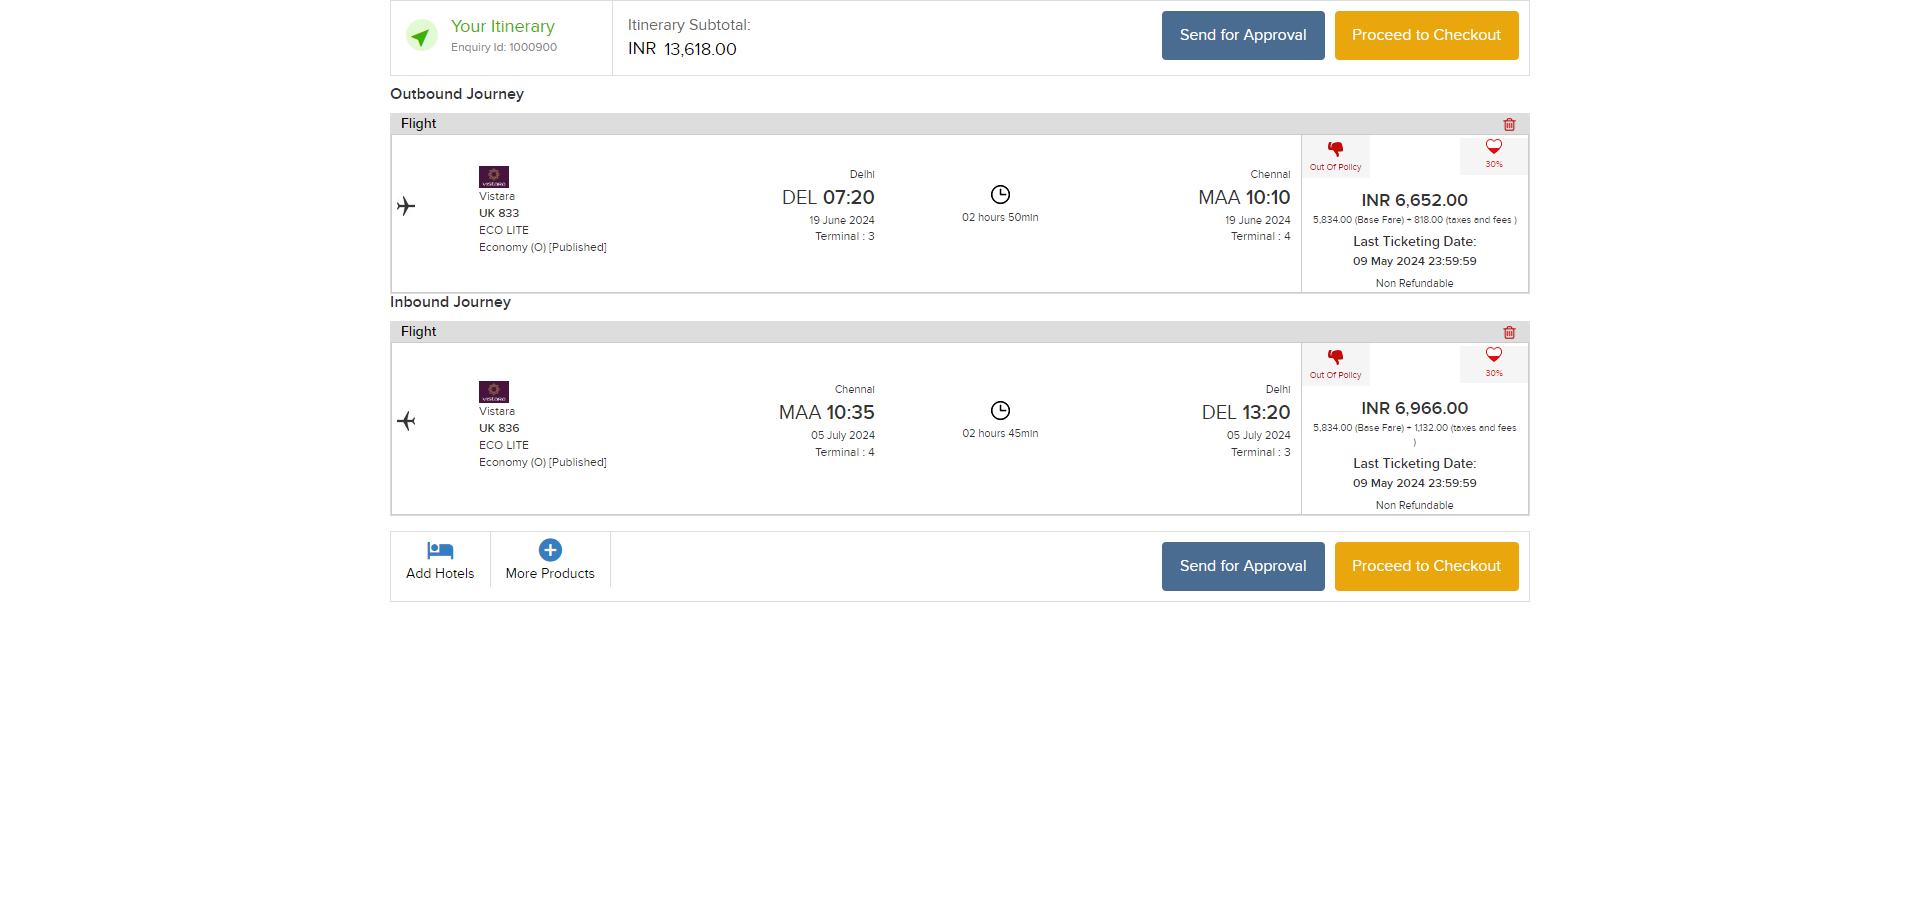 Your Itinerary
Enquiry Id: 1000900
Itinerary Subtotal:
INR 13,618.00
Send for Approval
Proceed to Checkout
Outbound Journey
Flight
VISTARA
Vistara
UK 833
ECO LITE
Economy (O) [Published]
Delhi
DEL 07:20
19 June 2024
Terminal : 3
02 hours 50min
Chennai
MAA 10:10
19 June 2024
Terminal : 4
Out Of Policy
30%
INR 6,652.00
5,834.00 (Base Fare) + 818.00 (taxes and fees )
Last Ticketing Date:
09 May 2024 23:59:59
Non Refundable
Inbound Journey
Flight
VISTARA
Vistara
UK 836
ECO LITE
Economy (O) [Published]
Chennai
MAA 10:35
05 July 2024
Terminal : 4
02 hours 45min
Delhi
DEL 13:20
05 July 2024
Terminal : 3
Out Of Policy
30%
INR 6,966.00
5,834.00 (Base Fare) + 1,132.00 (taxes and fees
)
Last Ticketing Date:
09 May 2024 23:59:59
Non Refundable
Add Hotels
More Products
Send for Approval
Proceed to Checkout